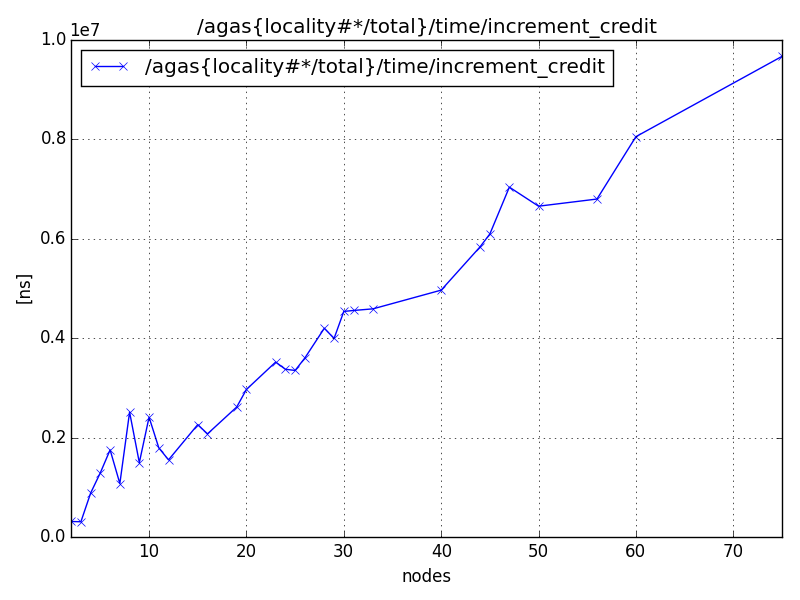 /agas{locality#*/total}/time/increment_credit
1e7
/agas{locality#*/total}/time/increment_credit
1.0
0.8
0.6
0.4
0.2
0.0
[ns]
10 20 30 40 50 60 70
nodes